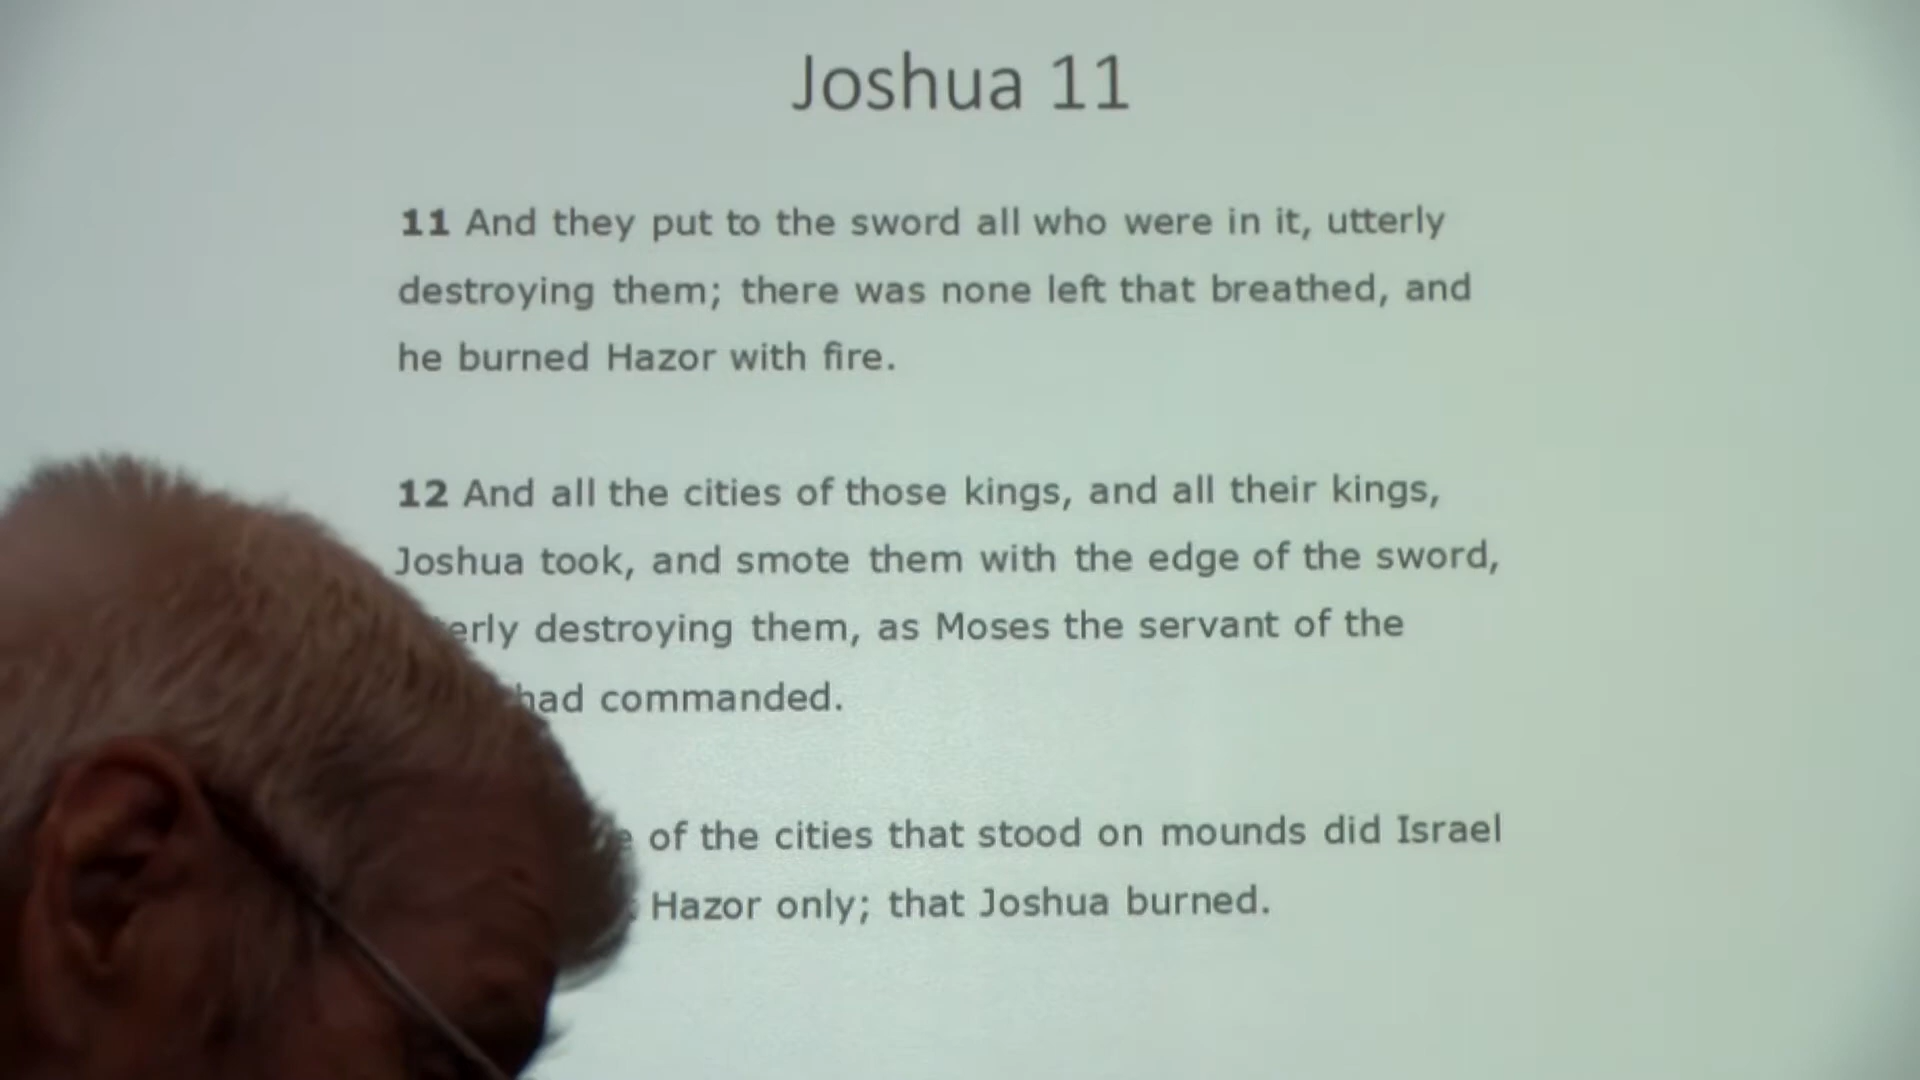 Joshua 11
11 And they put to the sword all who were in it, utterly
destroying them; there was none left that breathed, and
he burned Hazor with fire.
12 And all the cities of those kings, and all their kings,
Joshua took, and smote them with the edge of the sword,
destroying them, as Moses the servant of the
had commanded.
of the cities that stood on mounds did Israel
Hazor only; that Joshua burned.